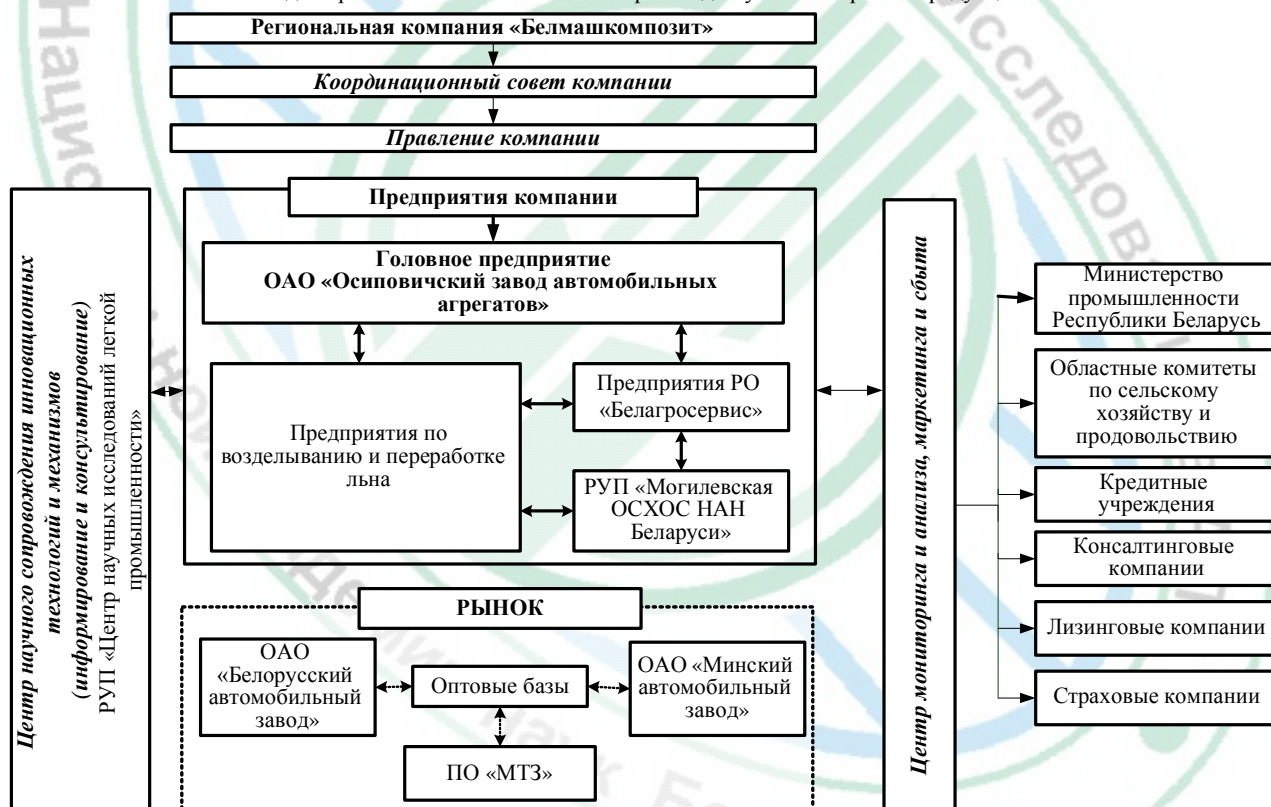 Региональная компания «Белмашкомпозит»
Координационный совет компании
Правление компании
Центр научного сопровождения инновационных
технологий и механизмов
(информирование и консультирование)
РУП «Центр научных исследований легкой
промышленности»
Предприятия компании
Головное предприятие
ОАО «Осиповичский завод автомобильных
агрегатов»
Предприятия по
возделыванию и переработке
льна
Предприятия РО
«Белагросервис»
РУП «Могилевская
ОСХОС НАН
Беларуси»
РЫНОК
ОАО
«Белорусский
автомобильный
завод»
Оптовые базы
ОАО «Минский
автомобильный
завод»
ПО «МТЗ»
Центр мониторинга и анализа, маркетинга и сбыта
Министерство
промышленности
Республики Беларусь
Областные комитеты
по сельскому
хозяйству и
продовольствию
Кредитные
учреждения
Консалтинговые
компании
Лизинговые компании
Страховые компании